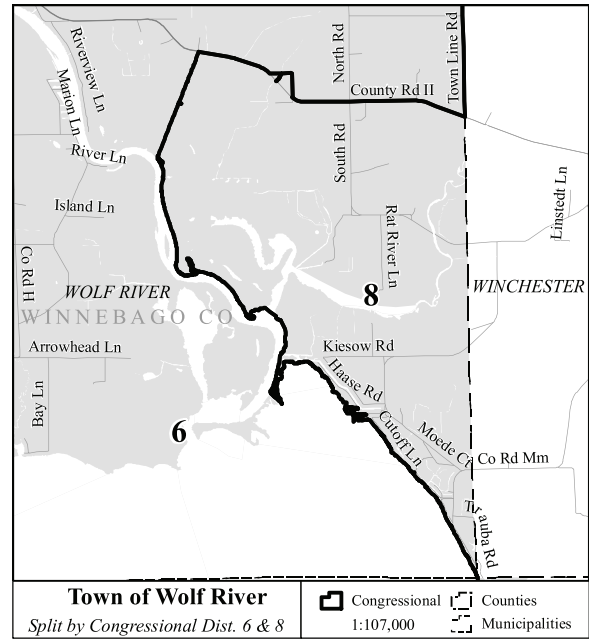 Riverview Ln
Marion Ln
North Rd
Town Line Rd
County Rd II
River Ln
South Rd
Island Ln
Rat River Ln
Linstedt Ln
Co Rd H
WOLF RIVER
8
WINCHESTER
WINNEBAGO CO
Arrowhead Ln
Kiesow Rd
Haase Rd
Bay Ln
6
Cutoff Ln
Moede Ct
Co Rd Mm
Trauba Rd
Town of Wolf River
Split by Congressional Dist. 6 & 8
Congressional
Counties
1:107,000
Municipalities